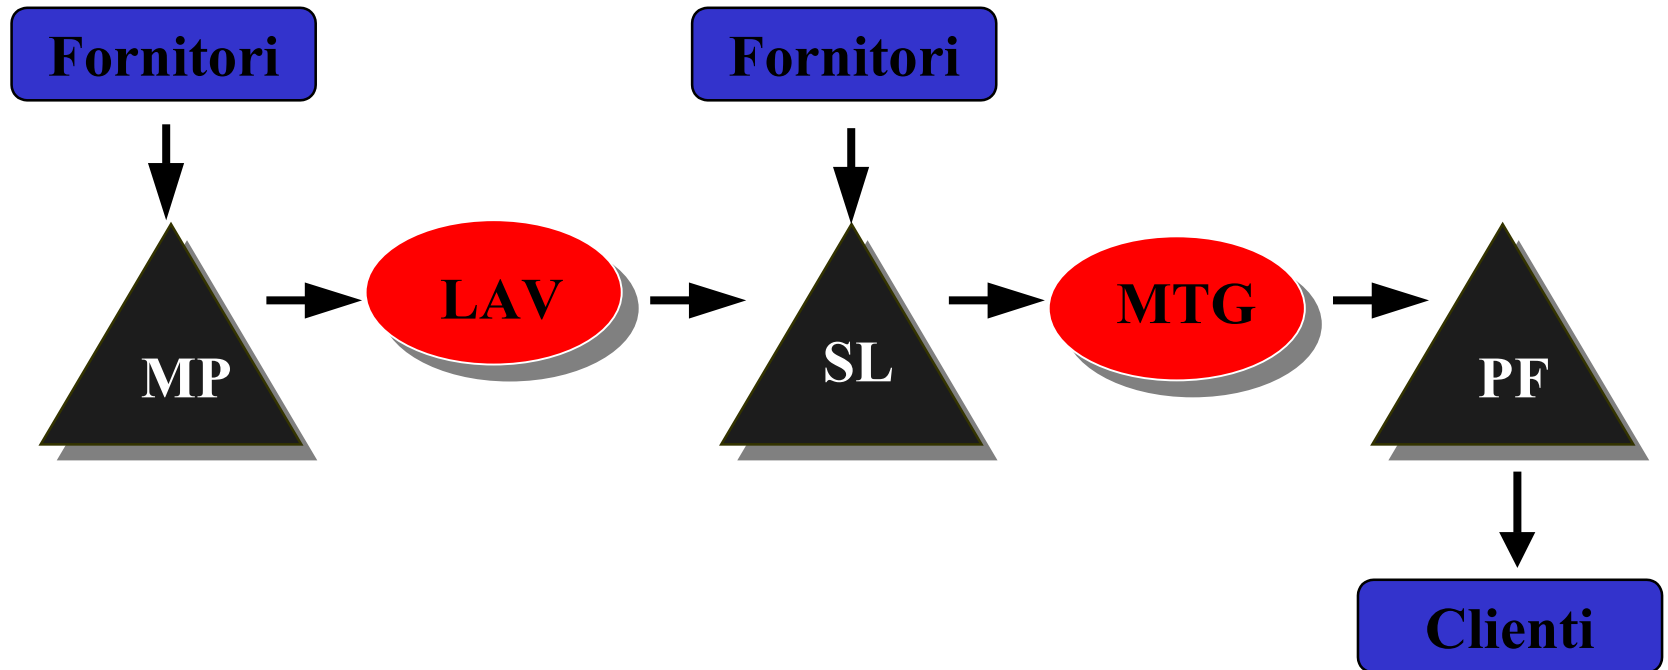 Fornitori
Fornitori
MP
LAV
SL
MTG
PF
Clienti